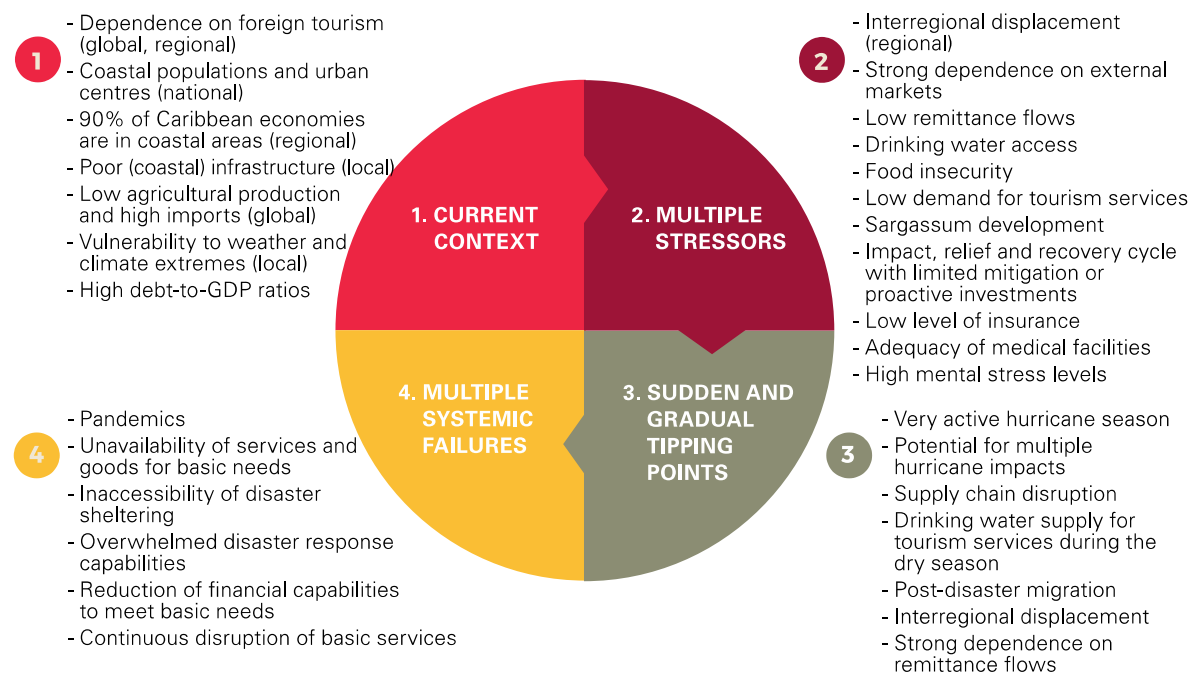 1
- Dependence on foreign tourism
(global, regional)
- Coastal populations and urban
centres (national)
- 90% of Caribbean economies
are in coastal areas (regional)
- Poor (coastal) infrastructure (local)
- Low agricultural production
and high imports (global)
- Vulnerability to weather and
climate extremes (local)
- High debt-to-GDP ratios
1. CURRENT
CONTEXT
2
- Interregional displacement
(regional)
- Strong dependence on external
markets
- Low remittance flows
- Drinking water access
- Food insecurity
- Low demand for tourism services
- Sargassum development
- Impact, relief and recovery cycle
with limited mitigation or
proactive investments
- Low level of insurance
- Adequacy of medical facilities
- High mental stress levels
2. MULTIPLE
STRESSORS
3
- Very active hurricane season
- Potential for multiple
hurricane impacts
- Supply chain disruption
- Drinking water supply for
tourism services during the
dry season
- Post-disaster migration
- Interregional displacement
- Strong dependence on
remittance flows
3. SUDDEN AND
GRADUAL
TIPPING
POINTS
4
- Pandemics
- Unavailability of services and
goods for basic needs
- Inaccessibility of disaster
sheltering
- Overwhelmed disaster response
capabilities
- Reduction of financial capabilities
to meet basic needs
- Continuous disruption of basic services
4. MULTIPLE
SYSTEMIC
FAILURES